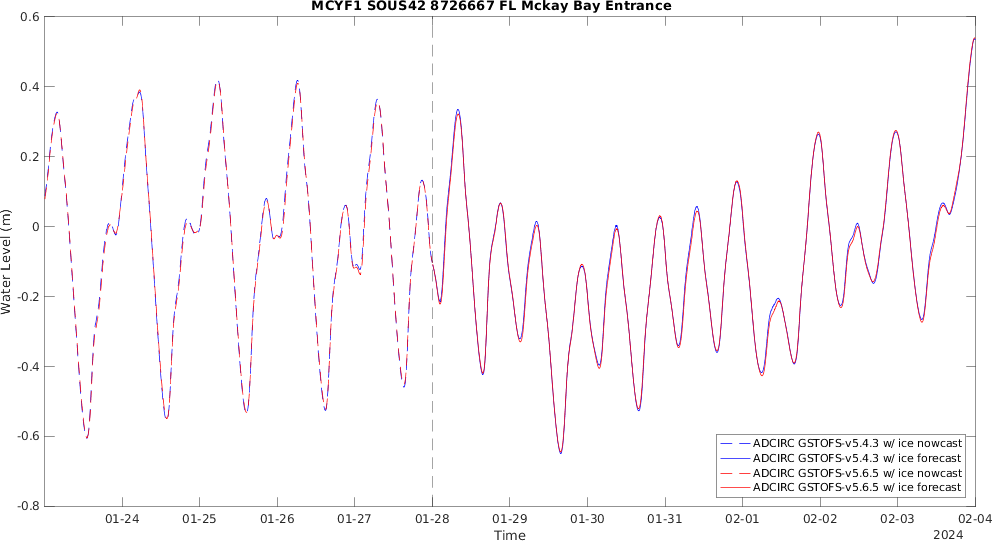 MCYF1 SOUS42 8726667 FL Mckay Bay Entrance
0.6
0.4
0.2
0
-0.2
-0.4
-0.6
-0.8
Water Level (m)
01-24 01-25 01-26 01-27 01-28 01-29 01-30 01-31 02-01 02-02 02-03 02-04
Time
2024
ADCIRC GSTOFS-v5.4.3 w/ ice nowcast
ADCIRC GSTOFS-v5.4.3 w/ ice forecast
ADCIRC GSTOFS-v5.6.5 w/ ice nowcast
ADCIRC GSTOFS-v5.6.5 w/ ice forecast